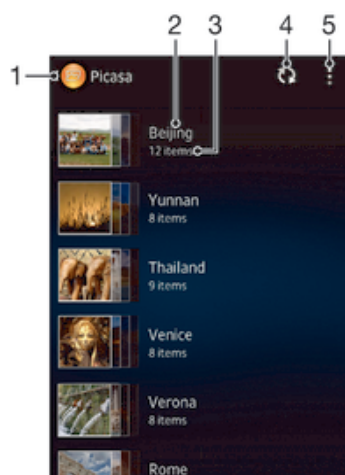 2 3 4 5
1 Picasa
Beijing
12 items
Yunnan
8 items
Thailand
9 items
Venice
8 items
Verona
8 items
Rome